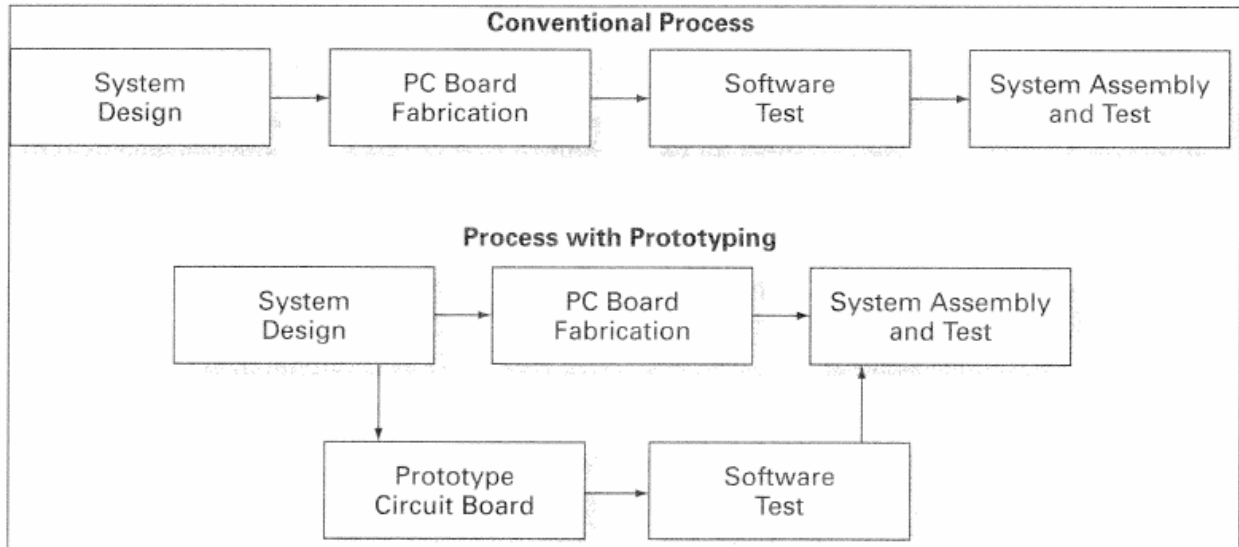 Conventional Process
System
Design
PC Board
Fabrication
Software
Test
System Assembly
and Test
Process with Prototyping
System
Design
PC Board
Fabrication
System Assembly
and Test
Prototype
Circuit Board
Software
Test